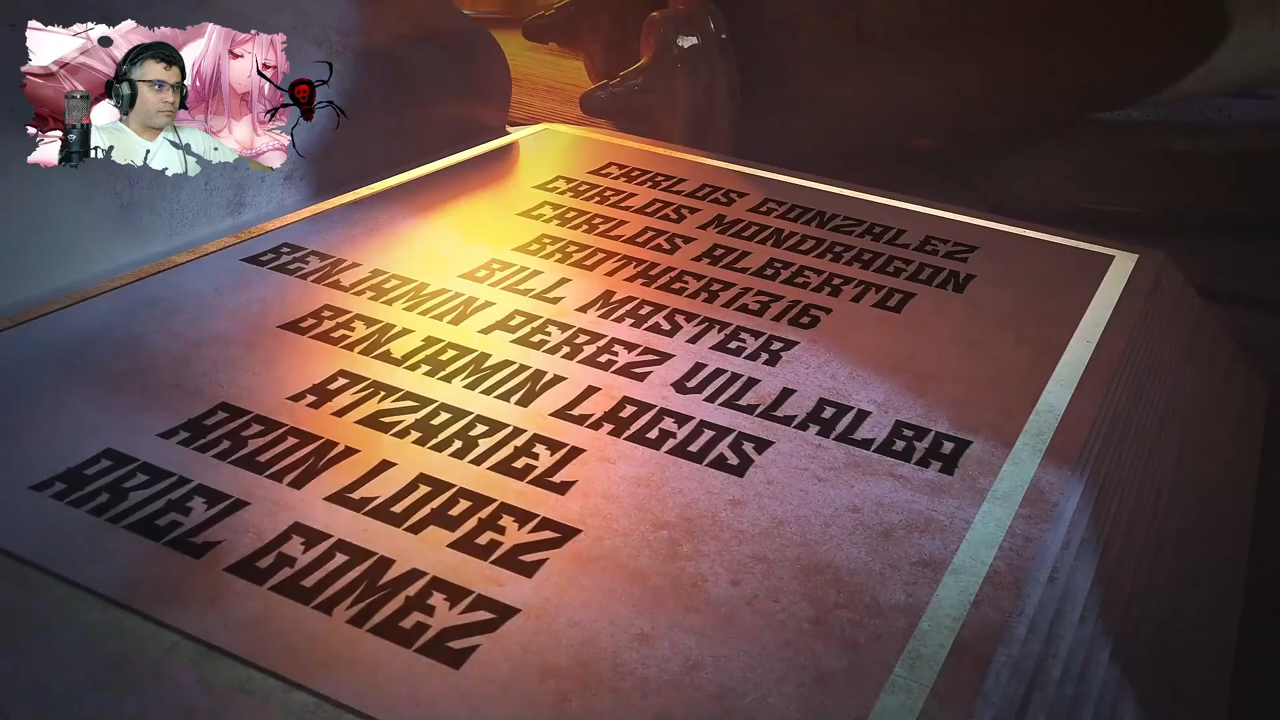 CARLOS GONZALEZ
CARLOS MONDRAGON
CARLOS ALBERTO
BROTHER1316
BILL MASTER
BENJAMIN PEREZ VILLALBA
BENJAMIN LAGOS
ATZARIEL
ARON LOPEZ
ARIEL GOMEZ